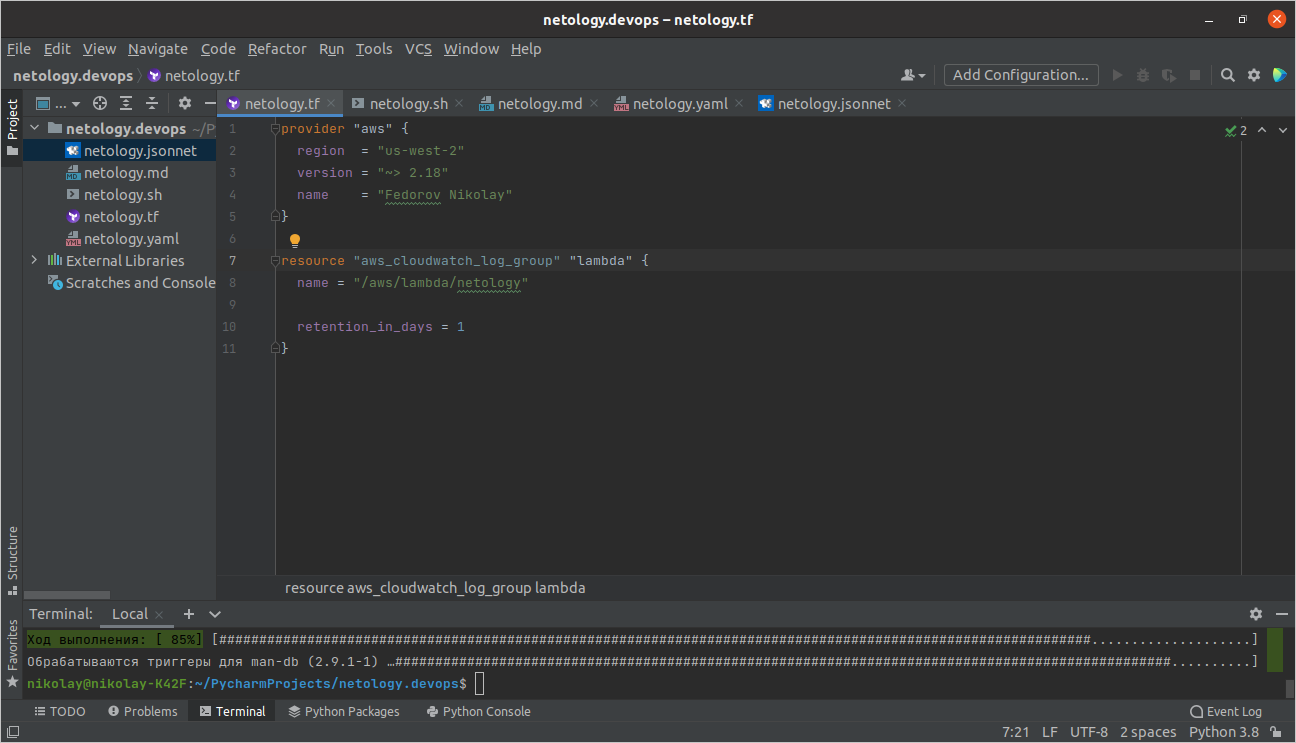 netology.devops – netology.tf
File Edit View Navigate Code Refactor Run Tools VCS Window Help
netology.devops netology.tf
Add Configuration...
Project
...
netology.tf netology.sh netology.md netology.yaml netology.jsonnet
netology.devops ~/P
netology.jsonnet
netology.md
netology.sh
netology.tf
netology.yaml
External Libraries
Scratches and Console
1 provider "aws" {
2 region = "us-west-2"
3 version = "~> 2.18"
4 name = "Fedorov Nikolay"
5 }
6
7 resource "aws_cloudwatch_log_group" "lambda" {
8 name = "/aws/lambda/netology"
9
10 retention_in_days = 1
11 }
2
resource aws_cloudwatch_log_group lambda
Structure
Favorites
Terminal: Local
Ход выполнения: [ 85%] [#############################################################################################################....................]
Обрабатываются триггеры для man-db (2.9.1-1) …#################################################################################################..........]
nikolay@nikolay-K42F:~/PycharmProjects/netology.devops$
TODO Problems Terminal Python Packages Python Console Event Log
7:21 LF UTF-8 2 spaces Python 3.8